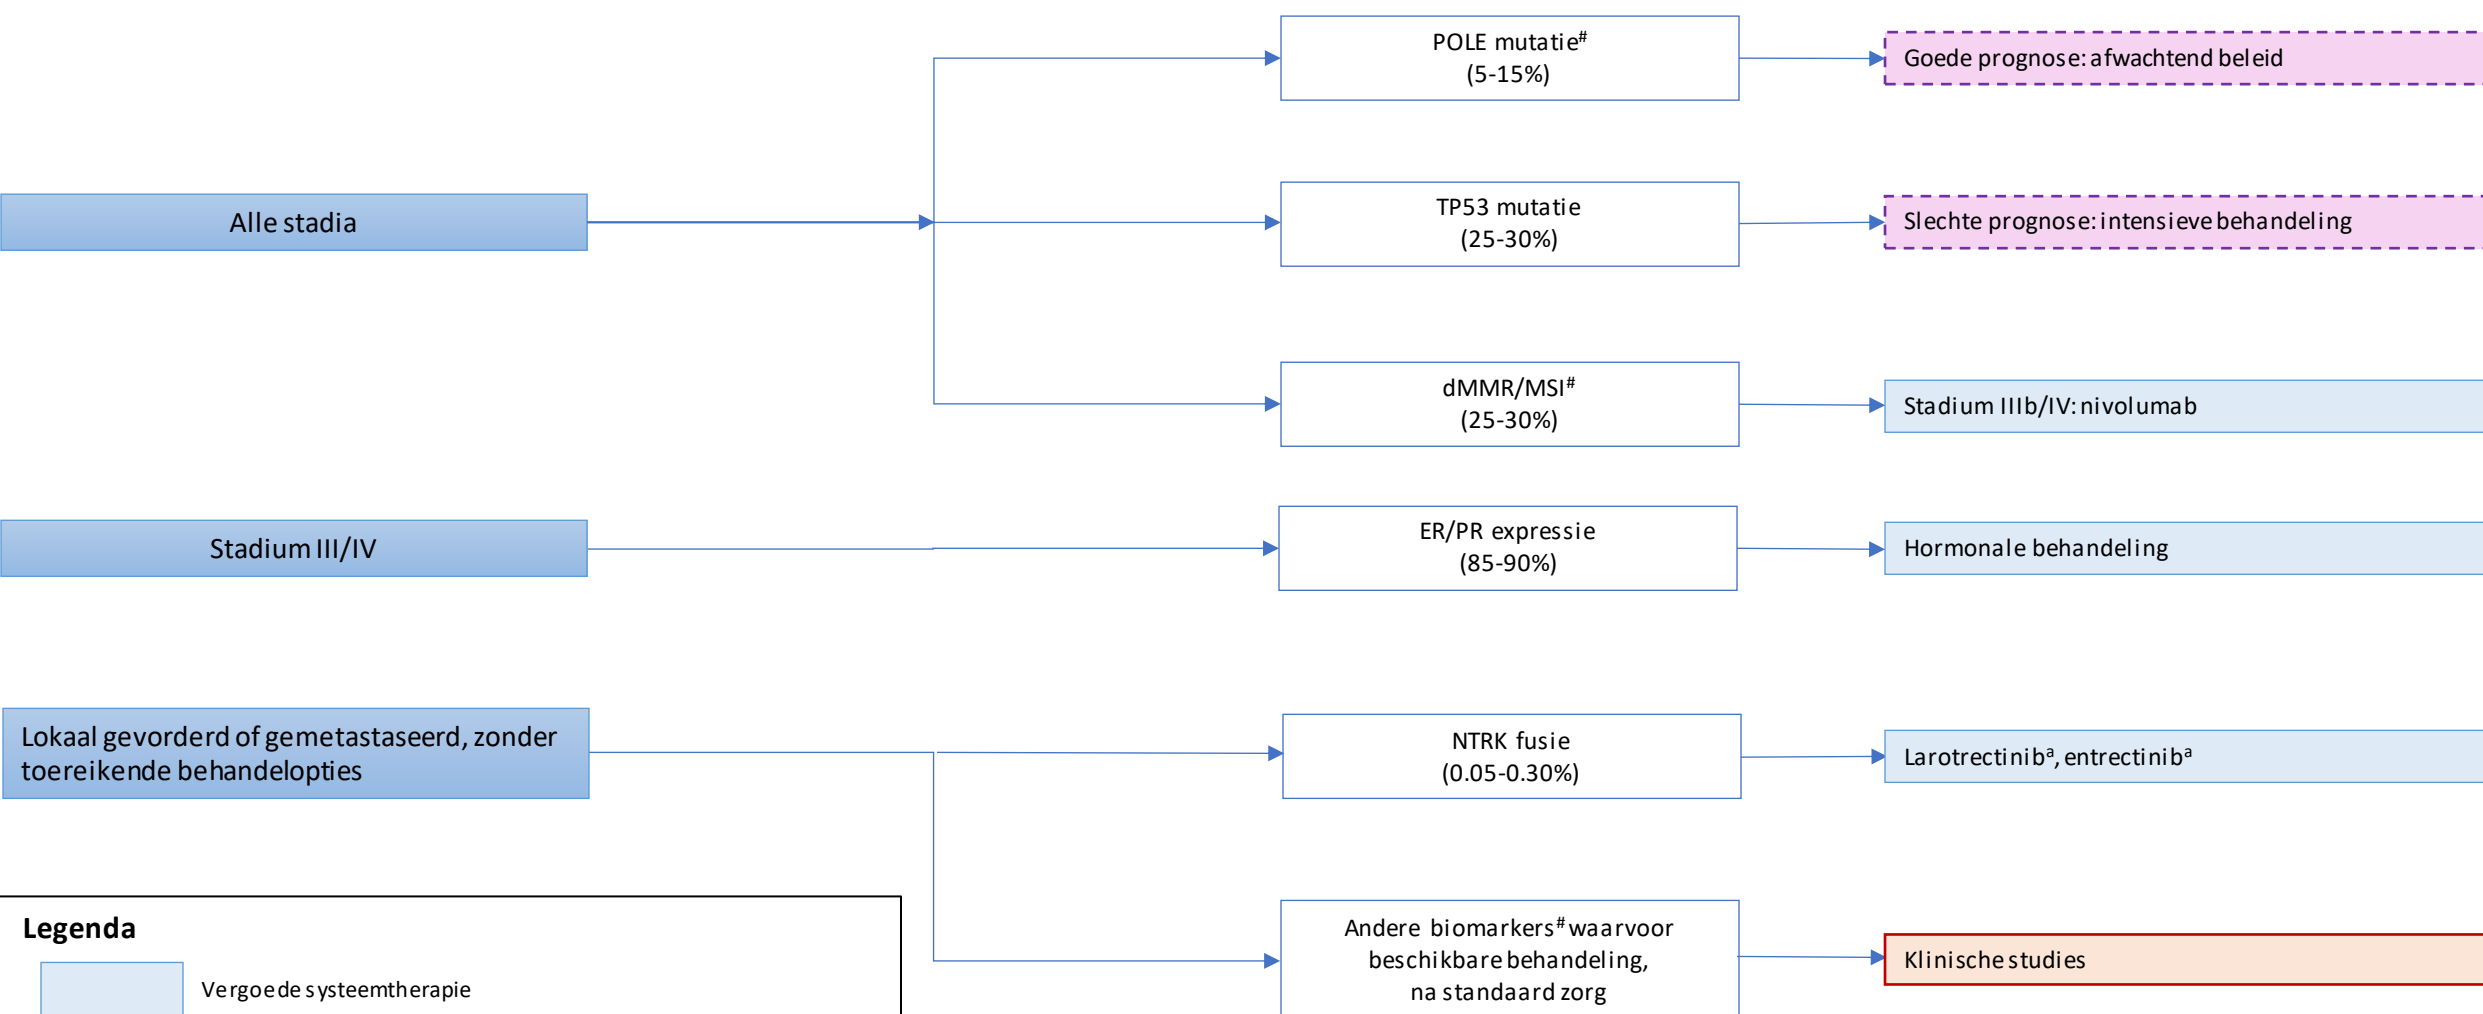 POLE mutatie#
(5-15%)
Goede prognose: afwachtend beleid
Alle stadia
TP53 mutatie
(25-30%)
Slechte prognose: intensieve behandeling
dMMR/MSI#
(25-30%)
Stadium IIIb/IV: nivolumab
Stadium III/IV
ER/PR expressie
(85-90%)
Hormonale behandeling
Lokaal gevorderd of gemetastaseerd, zonder
toereikende behandelopties
NTRK fusie
(0.05-0.30%)
Larotrectinibᵃ, entrectinibᵃ
Andere biomarkers# waarvoor
beschikbare behandeling,
na standaard zorg
Klinische studies
Legenda
Vergoede systeemtherapie